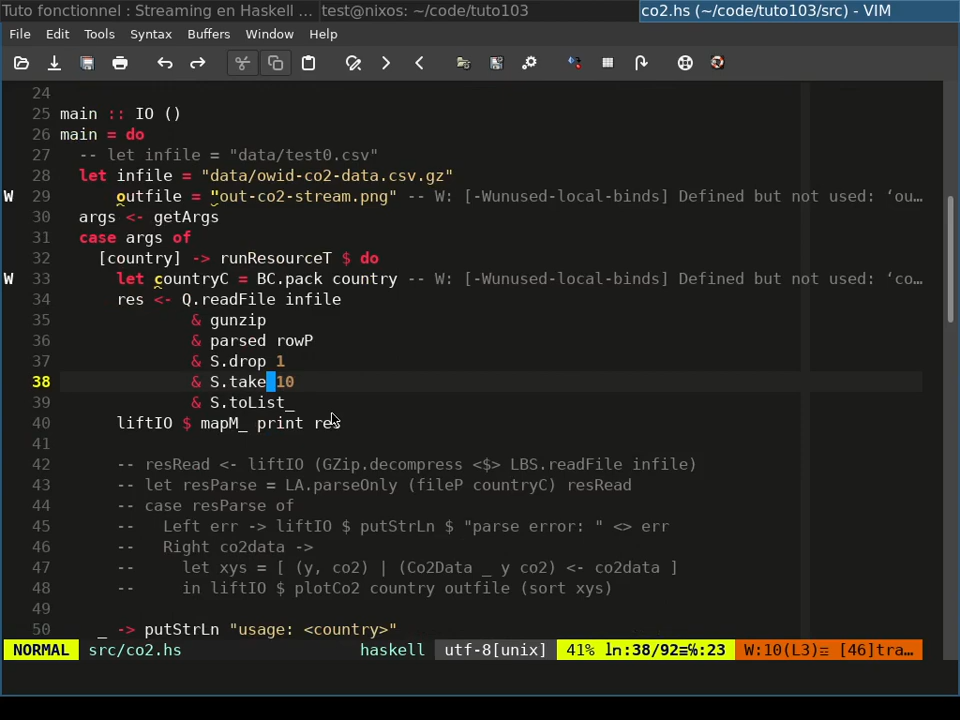 Tuto fonctionnel : Streaming en Haskell ...
test@nixos: ~/code/tuto103
co2.hs (~/code/tuto103/src) - VIM
File Edit Tools Syntax Buffers Window Help
24
25 main :: IO ()
26 main = do
27   -- let infile = "data/test0.csv"
28   let infile = "data/owid-co2-data.csv.gz"
W 29       outfile = "out-co2-stream.png" -- W: [-Wunused-local-binds] Defined but not used: ‘ou…
30   args <- getArgs
31   case args of
32     [country] -> runResourceT $ do
W 33       let countryC = BC.pack country -- W: [-Wunused-local-binds] Defined but not used: ‘co…
34       res <- Q.readFile infile
35               & gunzip
36               & parsed rowP
37               & S.drop 1
38               & S.take 10
39               & S.toList_
40       liftIO $ mapM_ print res
41
42       -- resRead <- liftIO (GZip.decompress <$> LBS.readFile infile)
43       -- let resParse = LA.parseOnly (fileP countryC) resRead
44       -- case resParse of
45       --   Left err -> liftIO $ putStrLn $ "parse error: " <> err
46       --   Right co2data ->
47       --     let xys = [ (y, co2) | (Co2Data _ y co2) <- co2data ]
48       --     in liftIO $ plotCo2 country outfile (sort xys)
49
50     _ -> putStrLn "usage: <country>"
NORMAL src/co2.hs haskell utf-8[unix] 41% ln:38/92≡℅:23 W:10(L3)☲ [46]tra…